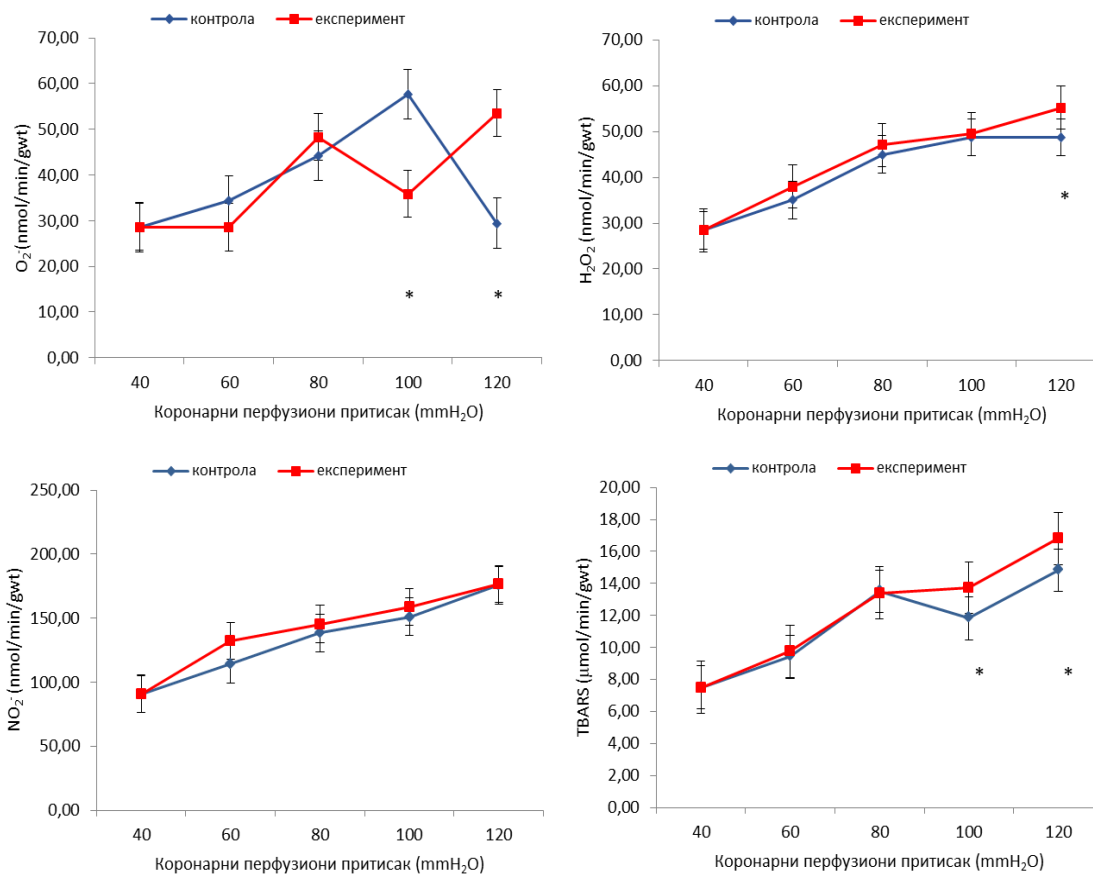 контрола експеримент
70,00
60,00
50,00
40,00
30,00
20,00
10,00
0,00
O₂⁻(nmol/min/gwt)
* *
40 60 80 100 120
Коронарни перфузиони притисак (mmH₂O)
контрола експеримент
70,00
60,00
50,00
40,00
30,00
20,00
10,00
0,00
H₂O₂ (nmol/min/gwt)
*
40 60 80 100 120
Коронарни перфузиони притисак (mmH₂O)
контрола експеримент
250,00
200,00
150,00
100,00
50,00
0,00
NO₂⁻(nmol/min/gwt)
40 60 80 100 120
Коронарни перфузиони притисак (mmH₂O)
контрола експеримент
20,00
18,00
16,00
14,00
12,00
10,00
8,00
6,00
4,00
2,00
0,00
TBARS (μmol/min/gwt)
* *
40 60 80 100 120
Коронарни перфузиони притисак (mmH₂O)